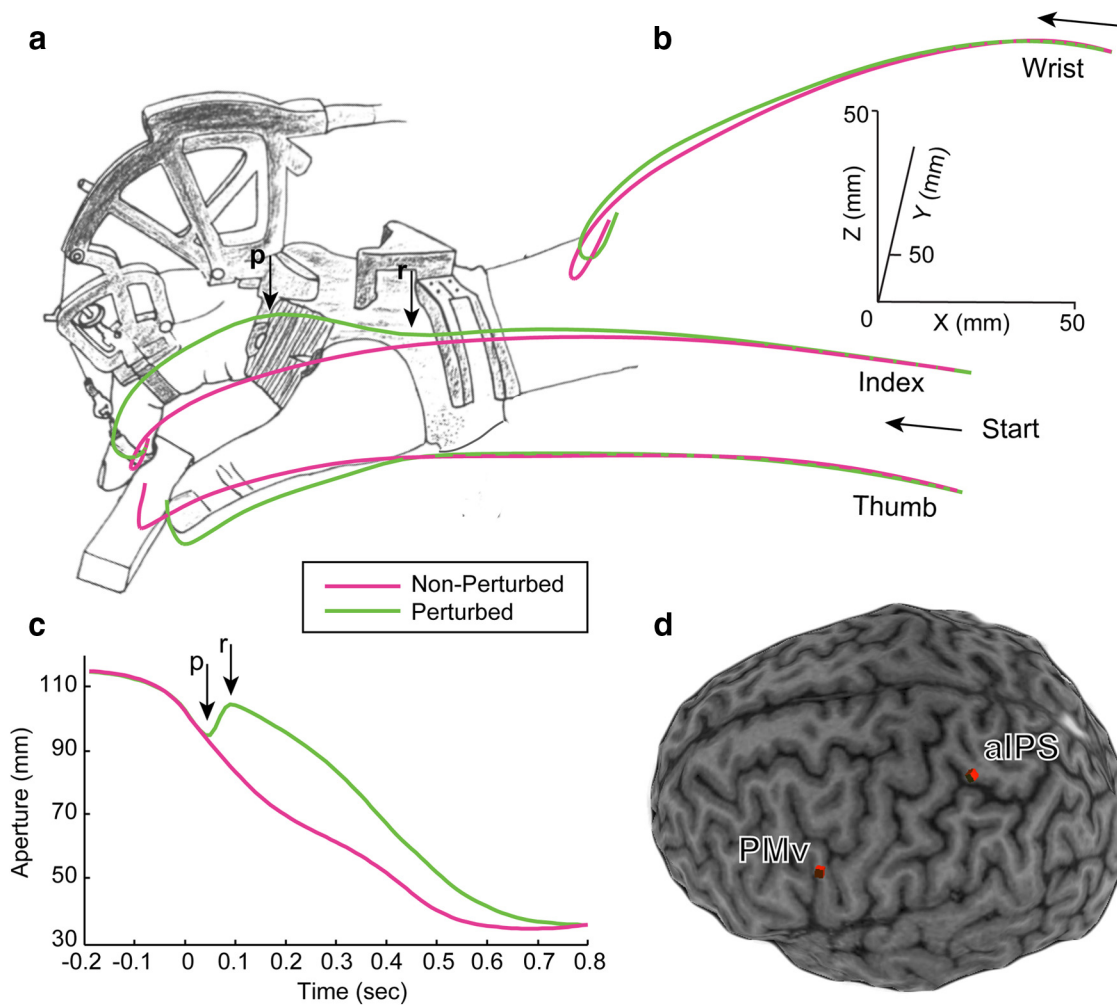 a
b
Wrist
50
Z (mm)
Y (mm)
50
0
X (mm)
50
p
r
Index
Start
Thumb
Non-Perturbed
Perturbed
c
p
r
110
90
70
50
30
Aperture (mm)
-0.2 -0.1 0 0.1 0.2 0.3 0.4 0.5 0.6 0.7 0.8
Time (sec)
d
aIPS
PMv